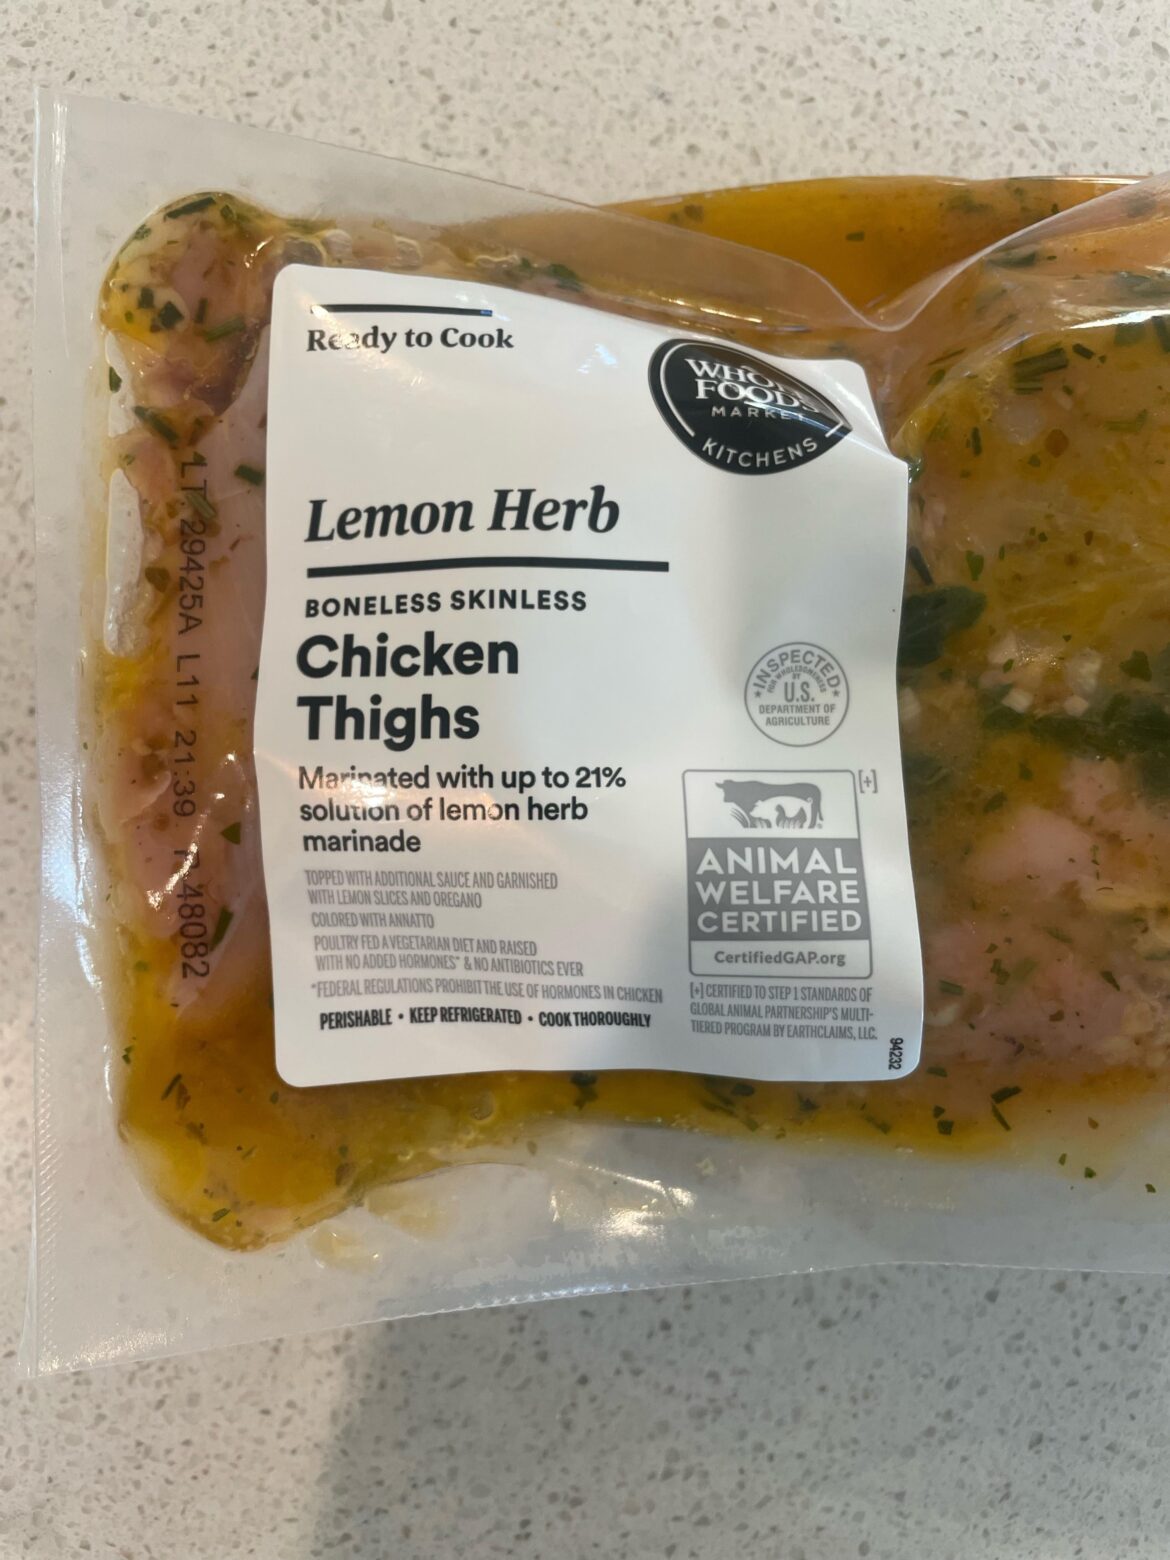 Ready to Cook
WHOLE
FOODS
MARKET
KITCHENS
Lemon Herb
BONELESS SKINLESS
Chicken
Thighs
Marinated with up to 21%
solution of lemon herb
marinade
TOPPED WITH ADDITIONAL SAUCE AND GARNISHED
WITH LEMON SLICES AND OREGANO
COLORED WITH ANNATTO
POULTRY FED A VEGETARIAN DIET AND RAISED
WITH NO ADDED HORMONES* & NO ANTIBIOTICS EVER
*FEDERAL REGULATIONS PROHIBIT THE USE OF HORMONES IN CHICKEN
PERISHABLE • KEEP REFRIGERATED • COOK THOROUGHLY
INSPECTED
FOR WHOLESOMENESS
BY
U.S.
DEPARTMENT OF
AGRICULTURE
[+]
ANIMAL
WELFARE
CERTIFIED
CertifiedGAP.org
[+] CERTIFIED TO STEP 1 STANDARDS OF
GLOBAL ANIMAL PARTNERSHIP'S MULTI-
TIERED PROGRAM BY EARTHCLAIMS, LLC.
94232
29425A L11 21:39 48082